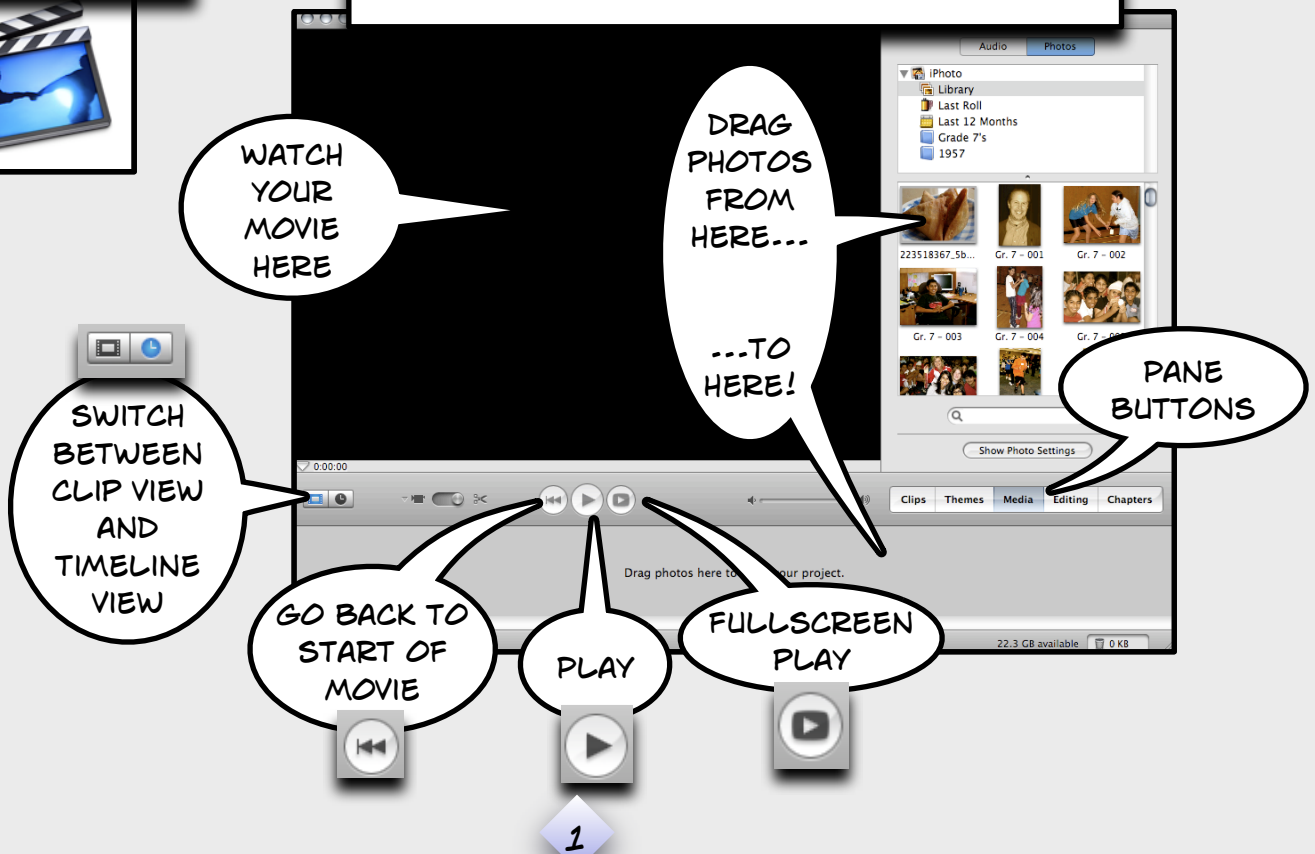 Audio
Photos
iPhoto
Library
Last Roll
Last 12 Months
Grade 7's
1957
WATCH
YOUR
MOVIE
HERE
DRAG
PHOTOS
FROM
HERE...
...TO
HERE!
223518367_5b...
Gr. 7 - 001
Gr. 7 - 002
Gr. 7 - 003
Gr. 7 - 004
Gr. 7 -
PANE
BUTTONS
SWITCH
BETWEEN
CLIP VIEW
AND
TIMELINE
VIEW
Show Photo Settings
0:00:00
Clips
Themes
Media
Editing
Chapters
Drag photos here to your project.
GO BACK TO
START OF
MOVIE
PLAY
FULLSCREEN
PLAY
22.3 GB available
0 KB
1